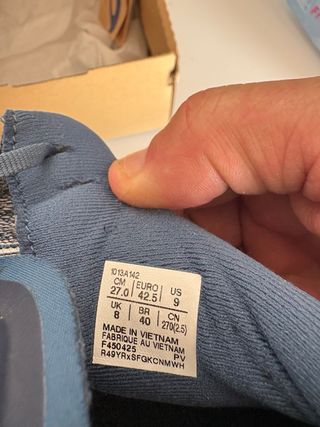 1013A142
CM EURO US
27.0 42.5 9
UK BR CN
8 40 270(2.5)
MADE IN VIETNAM
FABRIQUE AU VIETNAM
F450425 PV
R49YRxSFGKCNMWH